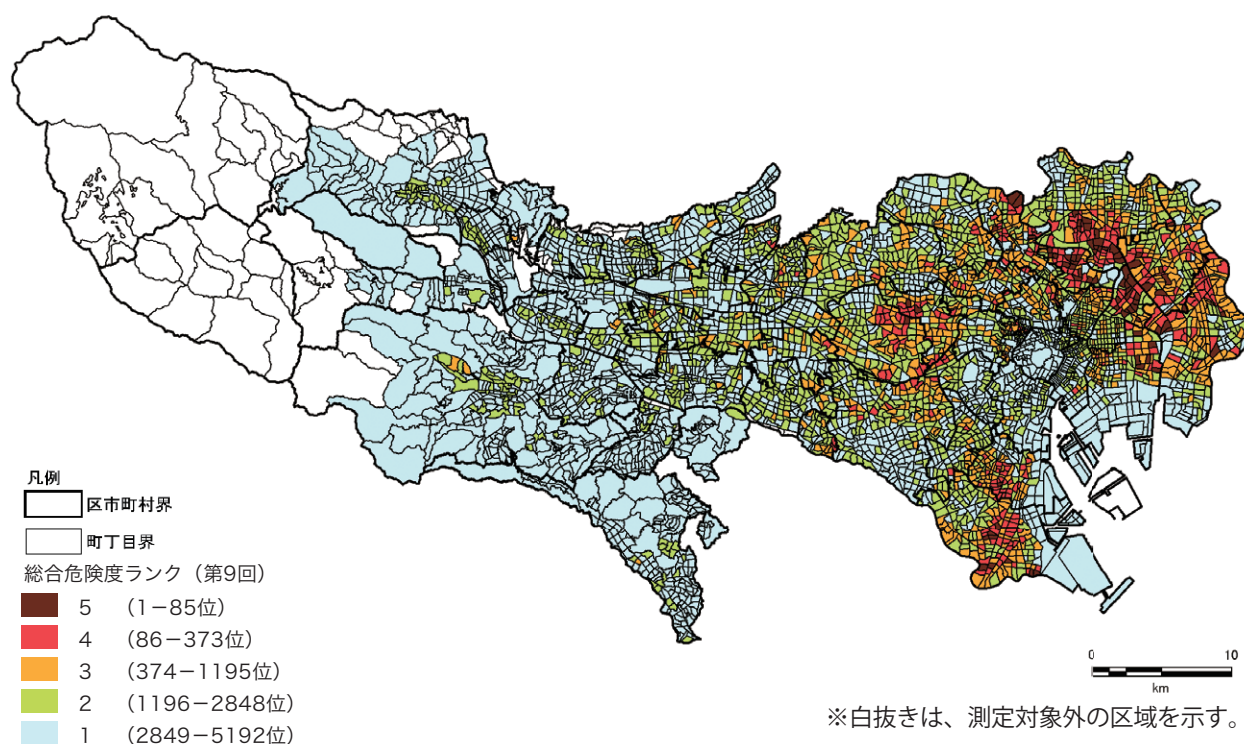 凡例
区市町村界
町丁目界
総合危険度ランク（第9回）
5 （1－85位）
4 （86－373位）
3 （374－1195位）
2 （1196－2848位）
1 （2849－5192位）
0 10
km
※白抜きは、測定対象外の区域を示す。